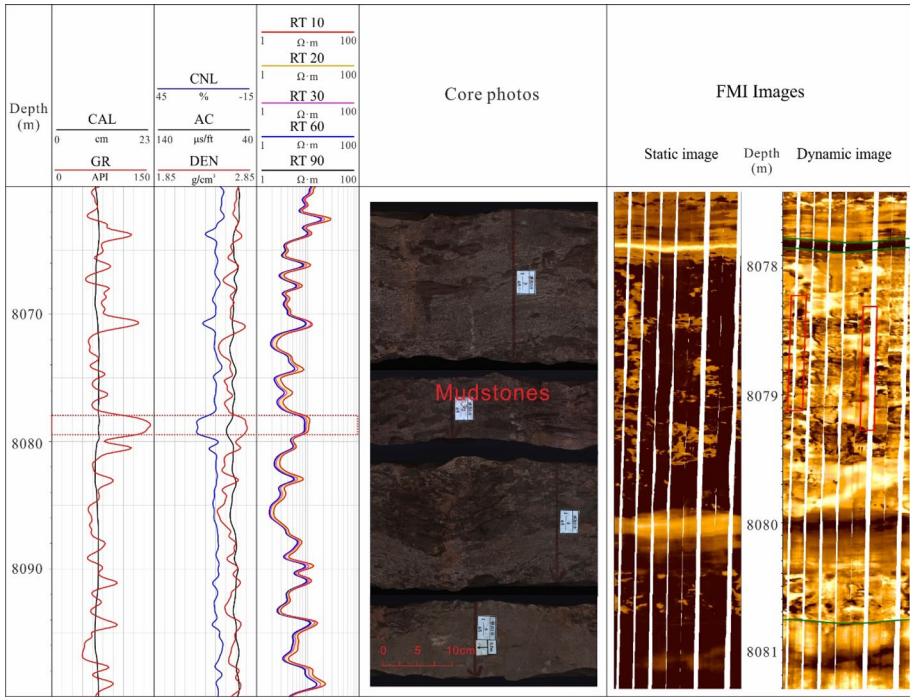 Depth
(m)
CAL
0 cm 23
GR
0 API 150
CNL
45 % -15
AC
140 μs/ft 40
DEN
1.85 g/cm³ 2.85
RT 10
1 Ω·m 100
RT 20
1 Ω·m 100
RT 30
1 Ω·m 100
RT 60
1 Ω·m 100
RT 90
1 Ω·m 100
Core photos
FMI Images
Static image
Depth
(m)
Dynamic image
8070
8080
8090
Mudstones
0 5 10cm
8078
8079
8080
8081